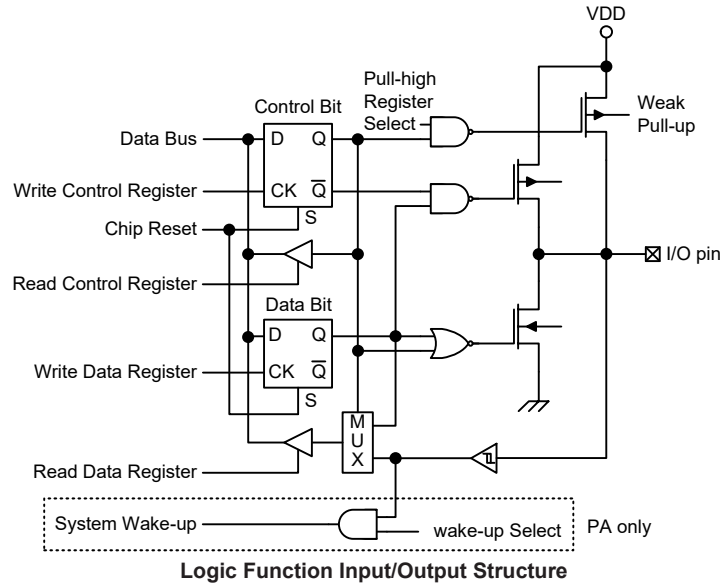 VDD
Pull-high
Register
Select
Control Bit
Weak
Pull-up
Data Bus
D Q
Write Control Register
CK Q̅
S
Chip Reset
I/O pin
Read Control Register
Data Bit
D Q
Write Data Register
CK Q̅
S
M
U
X
Read Data Register
System Wake-up
wake-up Select
PA only
Logic Function Input/Output Structure